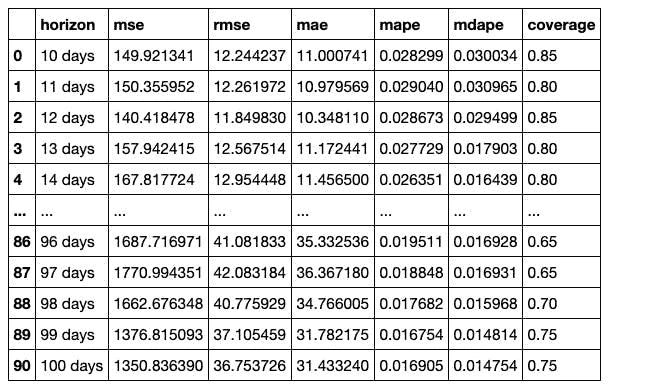 horizon mse rmse mae mape mdape coverage
0 10 days 149.921341 12.244237 11.000741 0.028299 0.030034 0.85
1 11 days 150.355952 12.261972 10.979569 0.029040 0.030965 0.80
2 12 days 140.418478 11.849830 10.348110 0.028673 0.029499 0.85
3 13 days 157.942415 12.567514 11.172441 0.027729 0.017903 0.80
4 14 days 167.817724 12.954448 11.456500 0.026351 0.016439 0.80
... ... ... ... ... ... ... ...
86 96 days 1687.716971 41.081833 35.332536 0.019511 0.016928 0.65
87 97 days 1770.994351 42.083184 36.367180 0.018848 0.016931 0.65
88 98 days 1662.676348 40.775929 34.766005 0.017682 0.015968 0.70
89 99 days 1376.815093 37.105459 31.782175 0.016754 0.014814 0.75
90 100 days 1350.836390 36.753726 31.433240 0.016905 0.014754 0.75